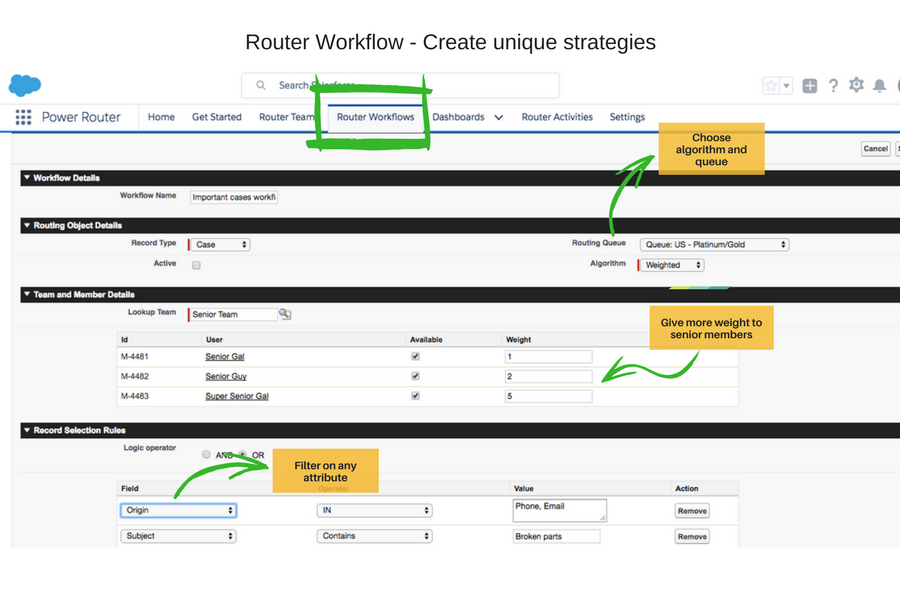 Router Workflow - Create unique strategies
Search Salesforce
Power Router
Home
Get Started
Router Team
Router Workflows
Dashboards
Router Activities
Settings
Choose
algorithm and
queue
Cancel
Workflow Details
Workflow Name
Important cases workfl
Routing Object Details
Record Type
Case
Routing Queue
Queue: US - Platinum/Gold
Active
Algorithm
Weighted
Team and Member Details
Lookup Team
Senior Team
Give more weight to
senior members
Id User Available Weight
M-4481 Senior Gal 1
M-4482 Senior Guy 2
M-4483 Super Senior Gal 5
Record Selection Rules
Logic operator
AND OR
Filter on any
attribute
Field Operator Value Action
Origin IN Phone, Email Remove
Subject Contains Broken parts Remove